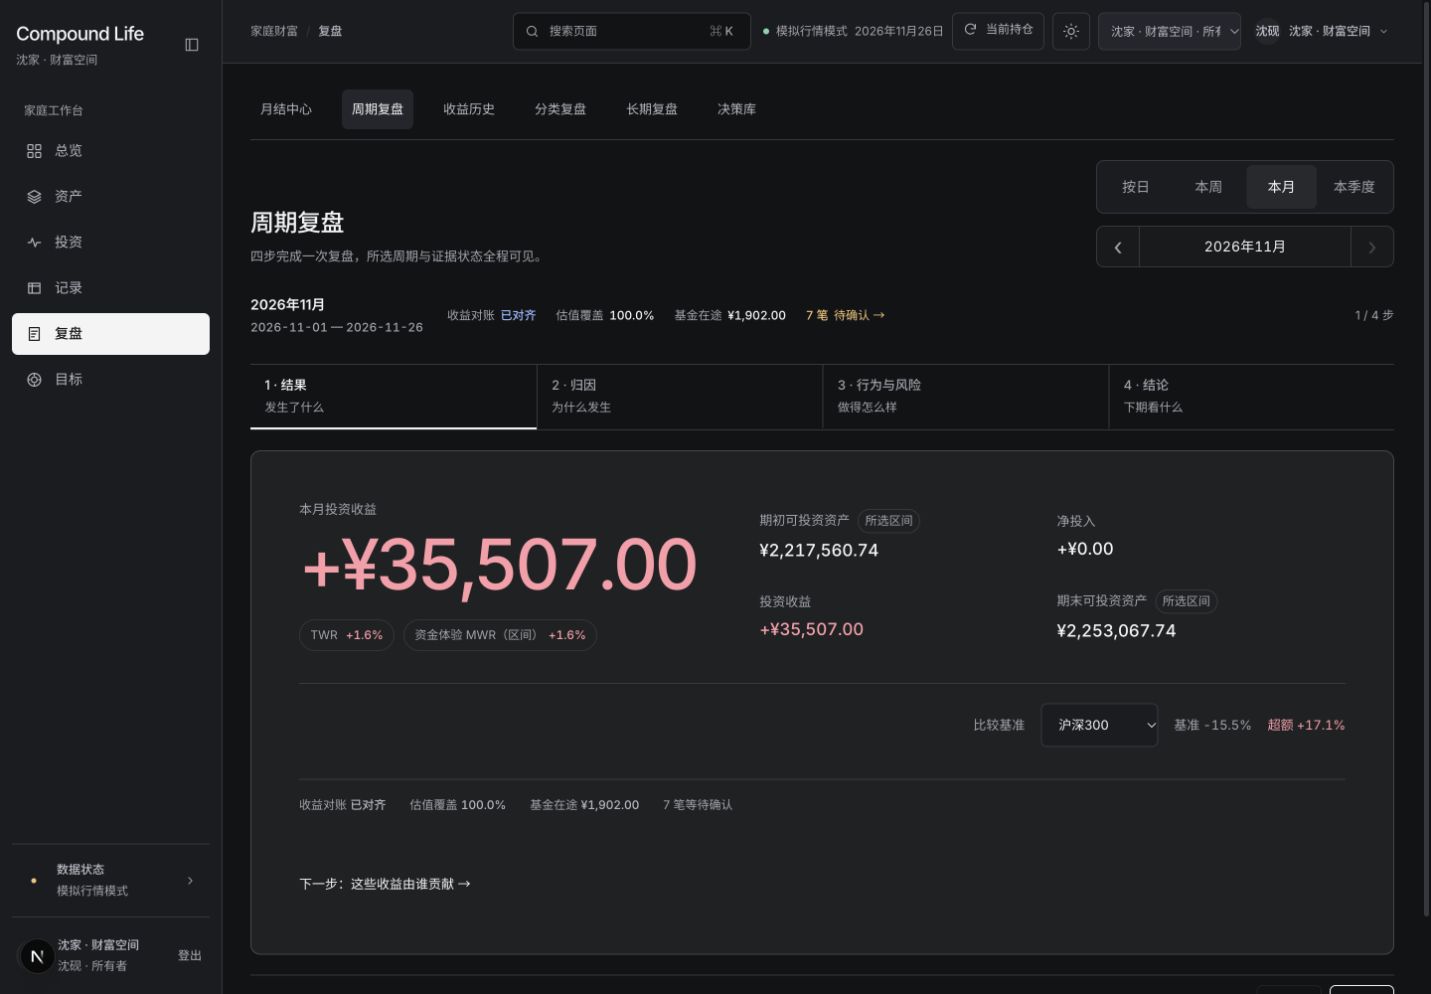 Compound Life
沈家 · 财富空间
家庭工作台
总览
资产
投资
记录
复盘
目标
数据状态
模拟行情模式
N
沈家 · 财富空间
沈砚 · 所有者
登出
家庭财富 / 复盘
搜索页面 ⌘ K
模拟行情模式 2026年11月26日
当前持仓
沈家 · 财富空间 · 所
沈砚 沈家 · 财富空间
月结中心 周期复盘 收益历史 分类复盘 长期复盘 决策库
按日 本周 本月 本季度
周期复盘
四步完成一次复盘，所选周期与证据状态全程可见。
2026年11月
2026年11月
2026-11-01 — 2026-11-26
收益对账 已对齐 估值覆盖 100.0% 基金在途 ¥1,902.00 7 笔 待确认 →
1 / 4 步
1 · 结果
发生了什么
2 · 归因
为什么发生
3 · 行为与风险
做得怎么样
4 · 结论
下期看什么
本月投资收益
+¥35,507.00
TWR +1.6% 资金体验 MWR（区间） +1.6%
期初可投资资产 所选区间
¥2,217,560.74
净投入
+¥0.00
投资收益
+¥35,507.00
期末可投资资产 所选区间
¥2,253,067.74
比较基准 沪深300 基准 -15.5% 超额 +17.1%
收益对账 已对齐 估值覆盖 100.0% 基金在途 ¥1,902.00 7 笔等待确认
下一步：这些收益由谁贡献 →